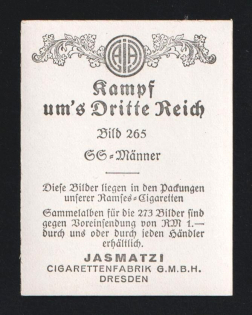 Kampf
um's Dritte Reich
Bild 265
SS=Männer
Diese Bilder liegen in den Packungen
unserer Ramses=Cigaretten
Sammelalben für die 273 Bilder sind
gegen Voreinsendung von RM 1.—
durch uns oder durch jeden Händler
erhältlich.
JASMATZI
CIGARETTENFABRIK G.M.B.H.
DRESDEN